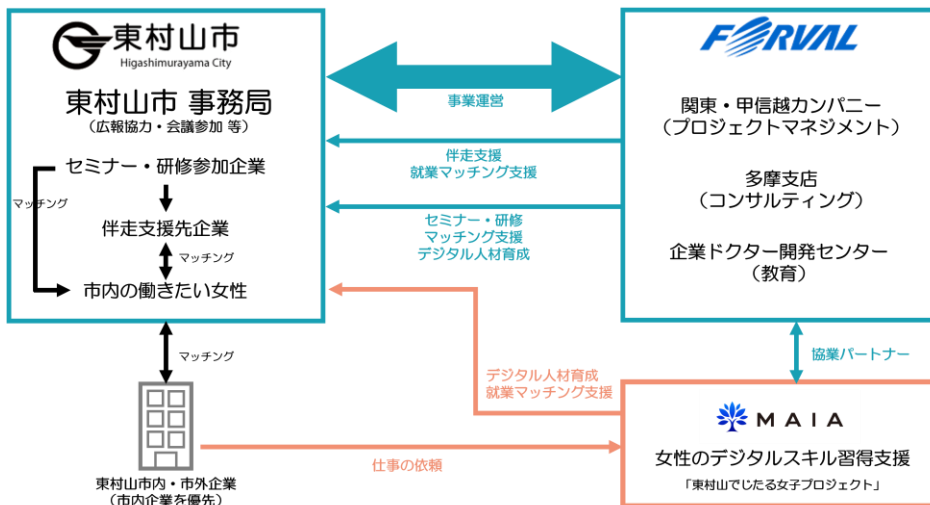 東村山市
Higashimurayama City
東村山市 事務局
（広報協力・会議参加 等）
セミナー・研修参加企業
マッチング
伴走支援先企業
マッチング
市内の働きたい女性
マッチング
東村山市内・市外企業
（市内企業を優先）
事業運営
伴走支援
就業マッチング支援
セミナー・研修
マッチング支援
デジタル人材育成
デジタル人材育成
就業マッチング支援
仕事の依頼
FORVAL
関東・甲信越カンパニー
（プロジェクトマネジメント）
多摩支店
（コンサルティング）
企業ドクター開発センター
（教育）
協業パートナー
MAIA
女性のデジタルスキル習得支援
「東村山でじたる女子プロジェクト」